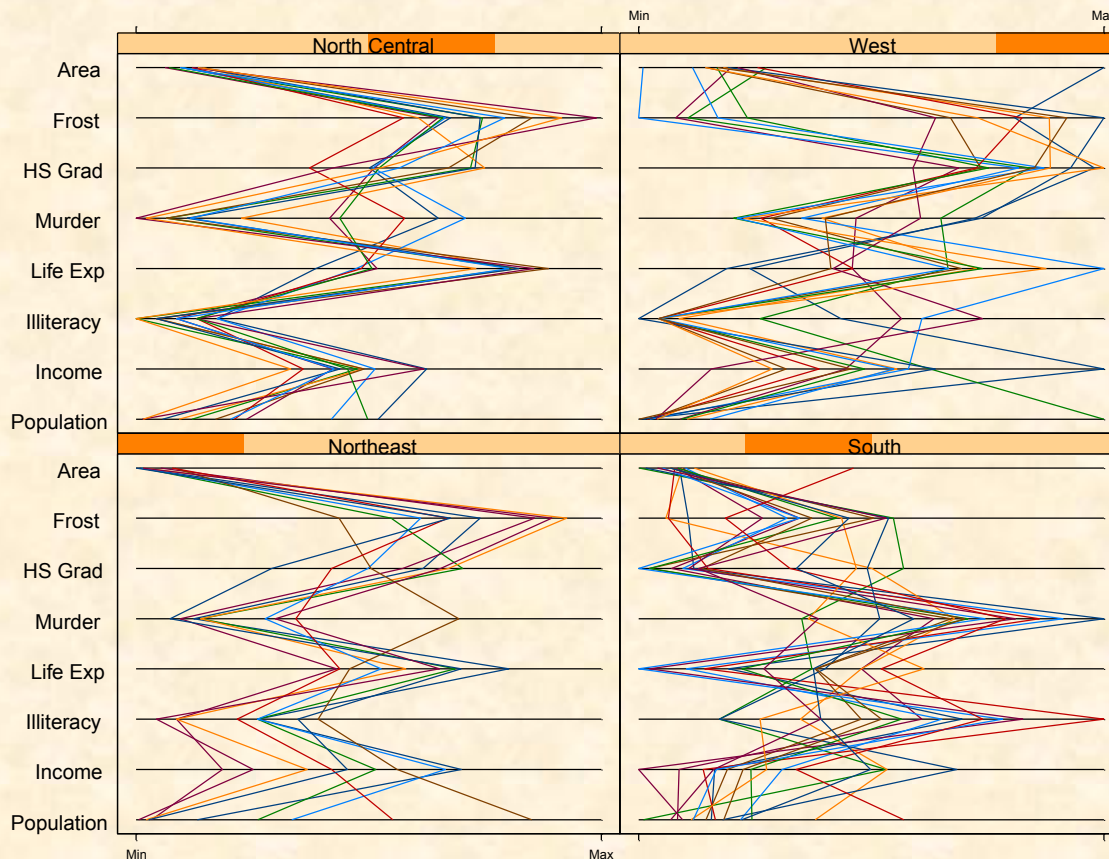 Min Max
North Central West
Area
Frost
HS Grad
Murder
Life Exp
Illiteracy
Income
Population
Northeast South
Area
Frost
HS Grad
Murder
Life Exp
Illiteracy
Income
Population
Min Max